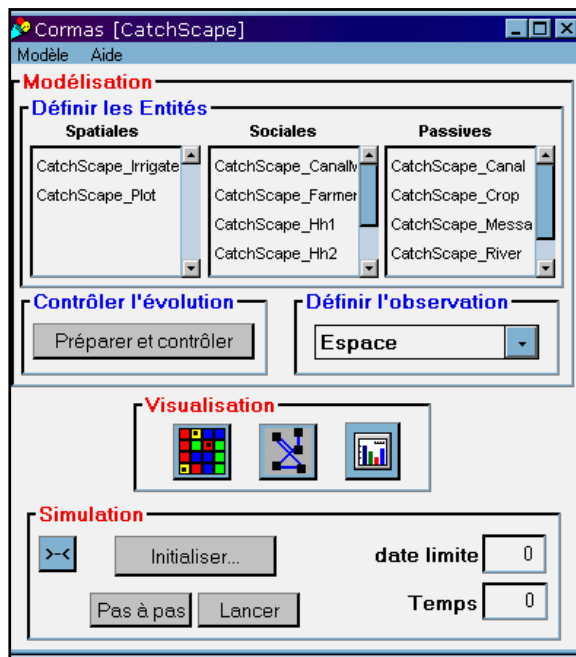 Cormas [CatchScape]
Modèle Aide
Modélisation
Définir les Entités
Spatiales Sociales Passives
CatchScape_Irrigate CatchScape_Canal CatchScape_Canal
CatchScape_Plot CatchScape_Farmer CatchScape_Crop
CatchScape_Hh1 CatchScape_Messa
CatchScape_Hh2 CatchScape_River
Contrôler l'évolution Définir l'observation
Préparer et contrôler Espace
Visualisation
Simulation
>-< Initialiser... date limite 0
Pas à pas Lancer Temps 0